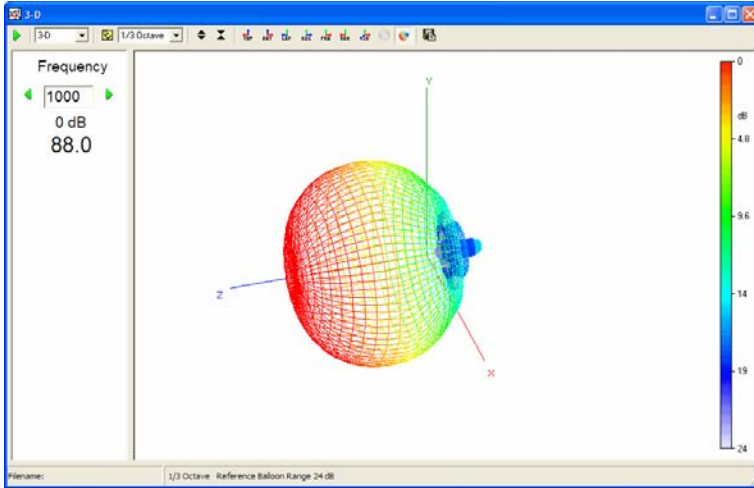 3-D
3-D
1/3 Octave
Frequency
1000
0 dB
88.0
Y
Z
X
0
dB
4.8
9.6
14
19
24
Filename:
1/3 Octave Reference Balloon Range 24 dB